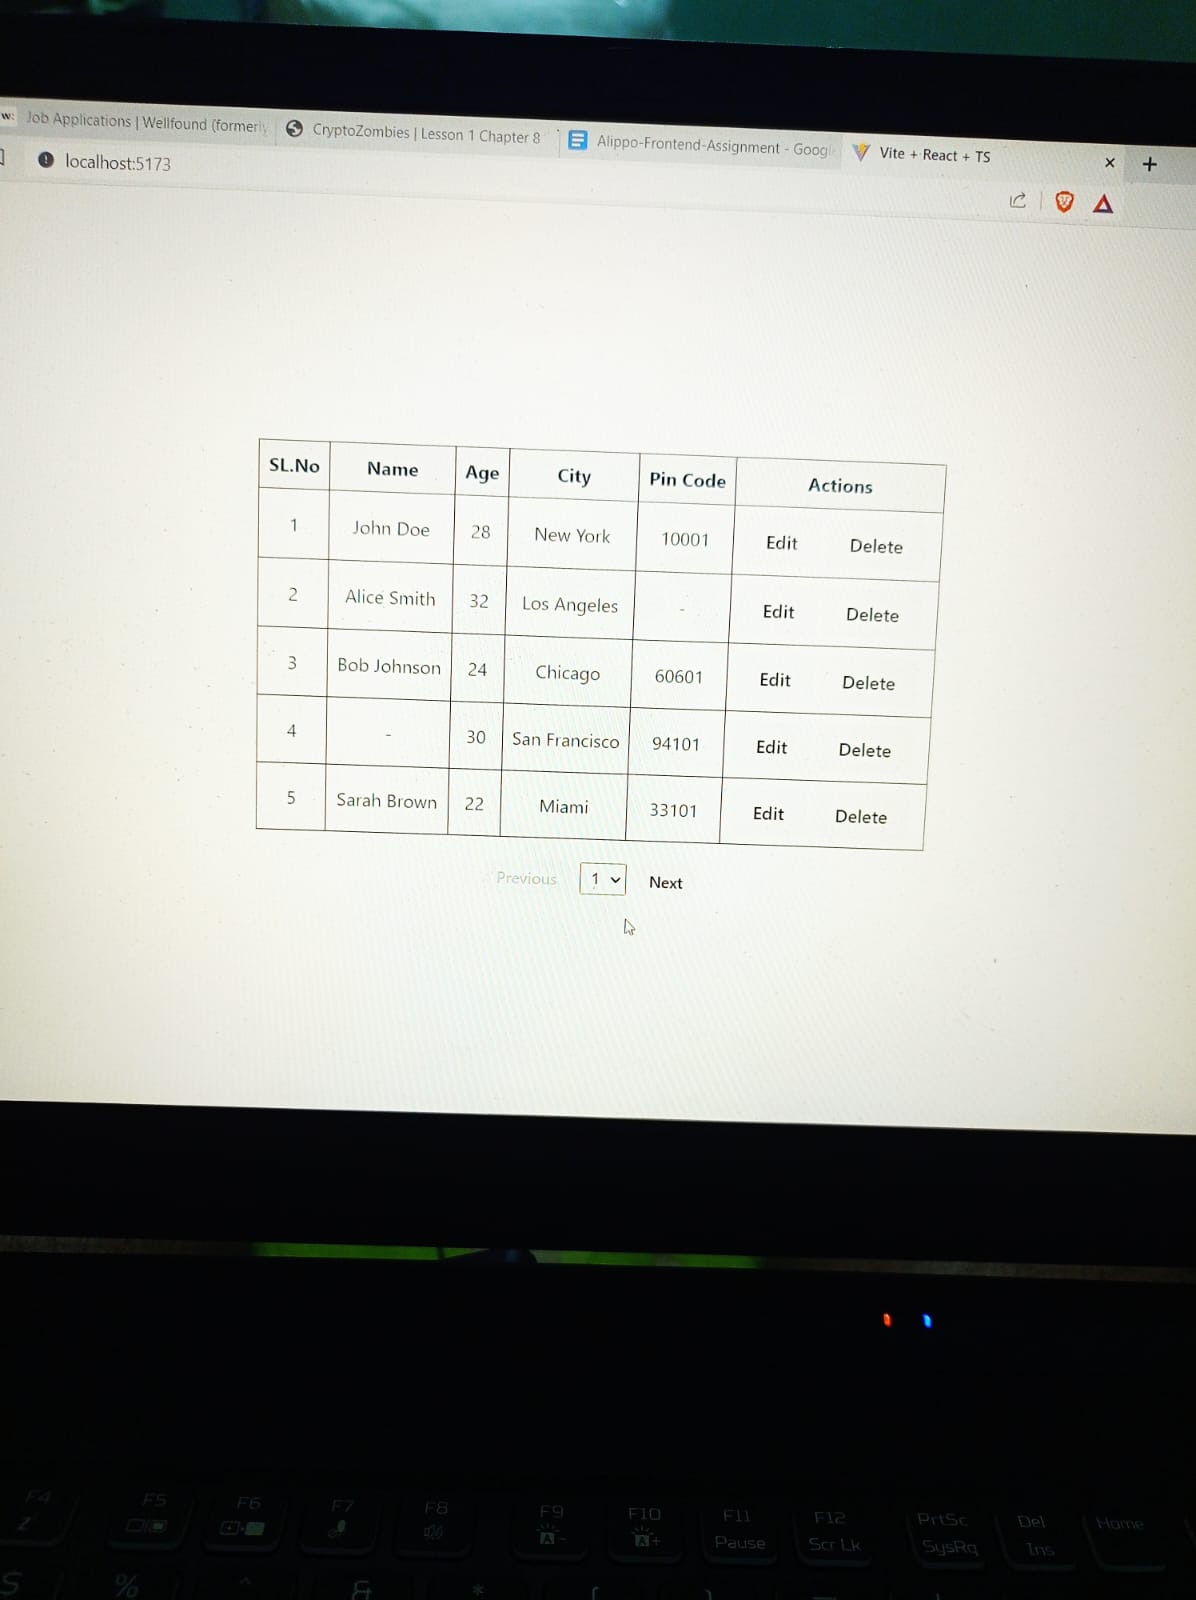 Job Applications | Wellfound (formerly
CryptoZombies | Lesson 1 Chapter 8
Alippo-Frontend-Assignment - Googl
Vite + React + TS
localhost:5173
SL.No Name Age City Pin Code Actions
1 John Doe 28 New York 10001 Edit Delete
2 Alice Smith 32 Los Angeles - Edit Delete
3 Bob Johnson 24 Chicago 60601 Edit Delete
4 - 30 San Francisco 94101 Edit Delete
5 Sarah Brown 22 Miami 33101 Edit Delete
Previous 1 Next
F4 F5 F6 F7 F8 F9 F10 F11 F12 PrtSc Del Home
Z A- A+ Pause Scr Lk SysRq Ins
% ^ & * (